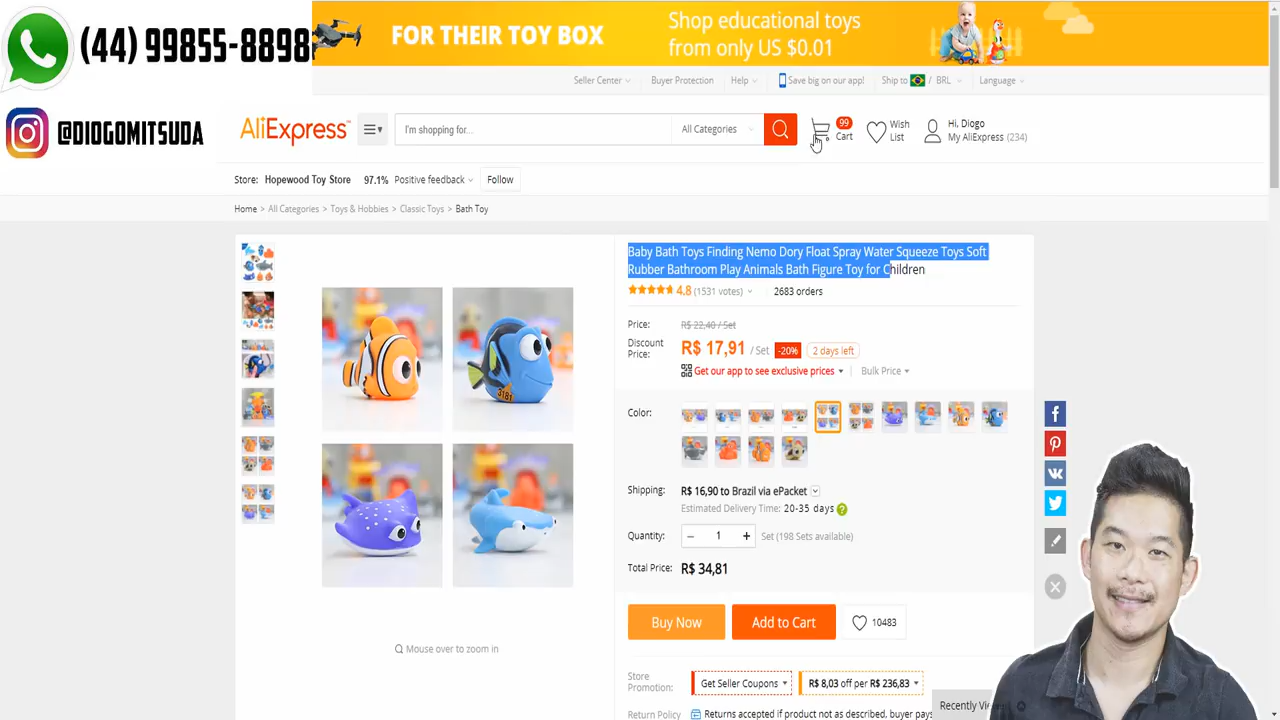 (44) 99855-8898
FOR THEIR TOY BOX
Shop educational toys
from only US $0.01
Seller Center
Buyer Protection
Help
Save big on our app!
Ship to / BRL
Language
@DIOGOMITSUDA
AliExpress
I'm shopping for...
All Categories
99
Cart
Wish
List
Hi, Diogo
My AliExpress (234)
Store: Hopewood Toy Store 97.1% Positive feedback Follow
Home > All Categories > Toys & Hobbies > Classic Toys > Bath Toy
Baby Bath Toys Finding Nemo Dory Float Spray Water Squeeze Toys Soft
Rubber Bathroom Play Animals Bath Figure Toy for Children
4.8 (1531 votes) 2683 orders
Price: R$ 22,40 / Set
Discount
Price:
R$ 17,91 / Set -20% 2 days left
Get our app to see exclusive prices Bulk Price
Color:
Shipping: R$ 16,90 to Brazil via ePacket
Estimated Delivery Time: 20-35 days ?
Quantity: − 1 + Set (198 Sets available)
Total Price: R$ 34,81
Buy Now
Add to Cart
10483
Mouse over to zoom in
Store
Promotion:
Get Seller Coupons
R$ 8,03 off per R$ 236,83
Return Policy Returns accepted if product not as described, buyer pays